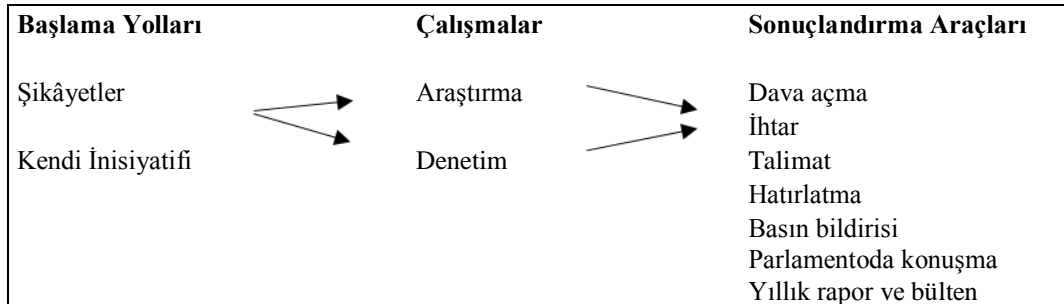 Başlama Yolları Çalışmalar Sonuçlandırma Araçları
Şikâyetler Araştırma Dava açma
İhtar
Kendi İnisiyatifi Denetim Talimat
Hatırlatma
Basın bildirisi
Parlamentoda konuşma
Yıllık rapor ve bülten